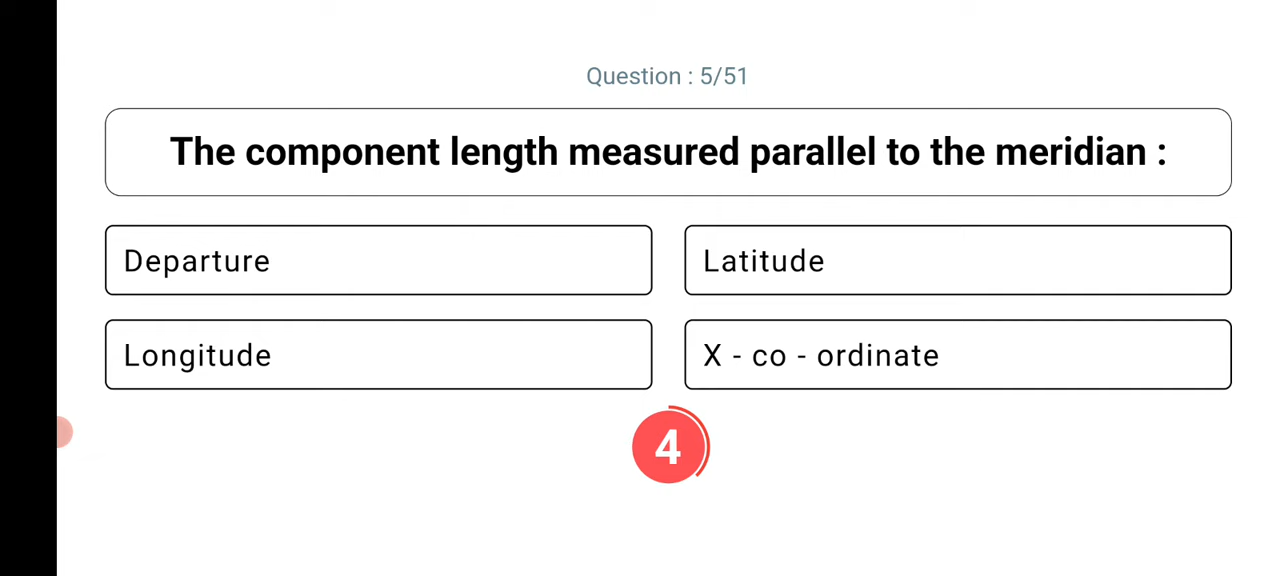 Question : 5/51
The component length measured parallel to the meridian :
Departure
Latitude
Longitude
X - co - ordinate
4